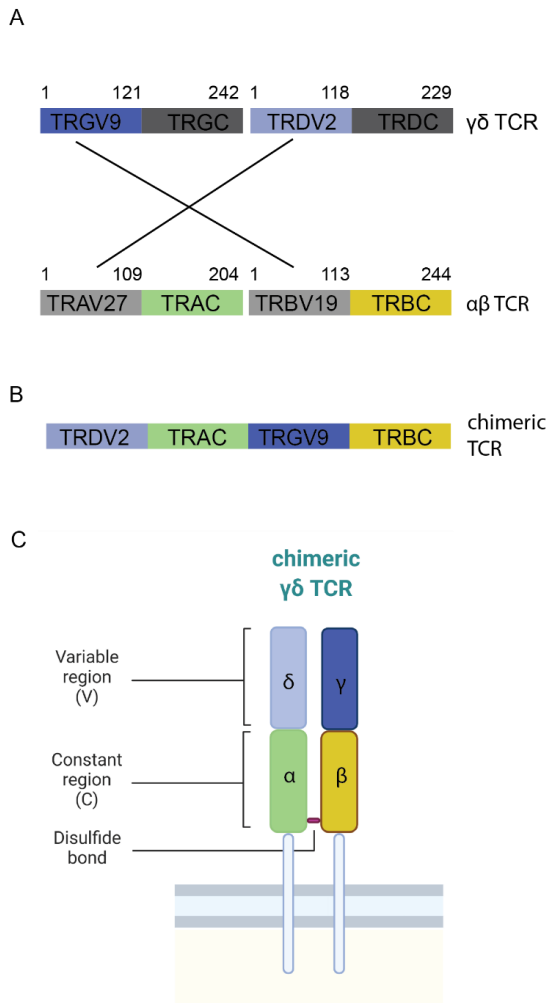 A
1 121 242 1 118 229
TRGV9 TRGC TRDV2 TRDC γδ TCR
1 109 204 1 113 244
TRAV27 TRAC TRBV19 TRBC αβ TCR
B
TRDV2 TRAC TRGV9 TRBC chimeric
TCR
C
chimeric
γδ TCR
Variable
region
(V)
δ γ
Constant
region
(C)
α β
Disulfide
bond